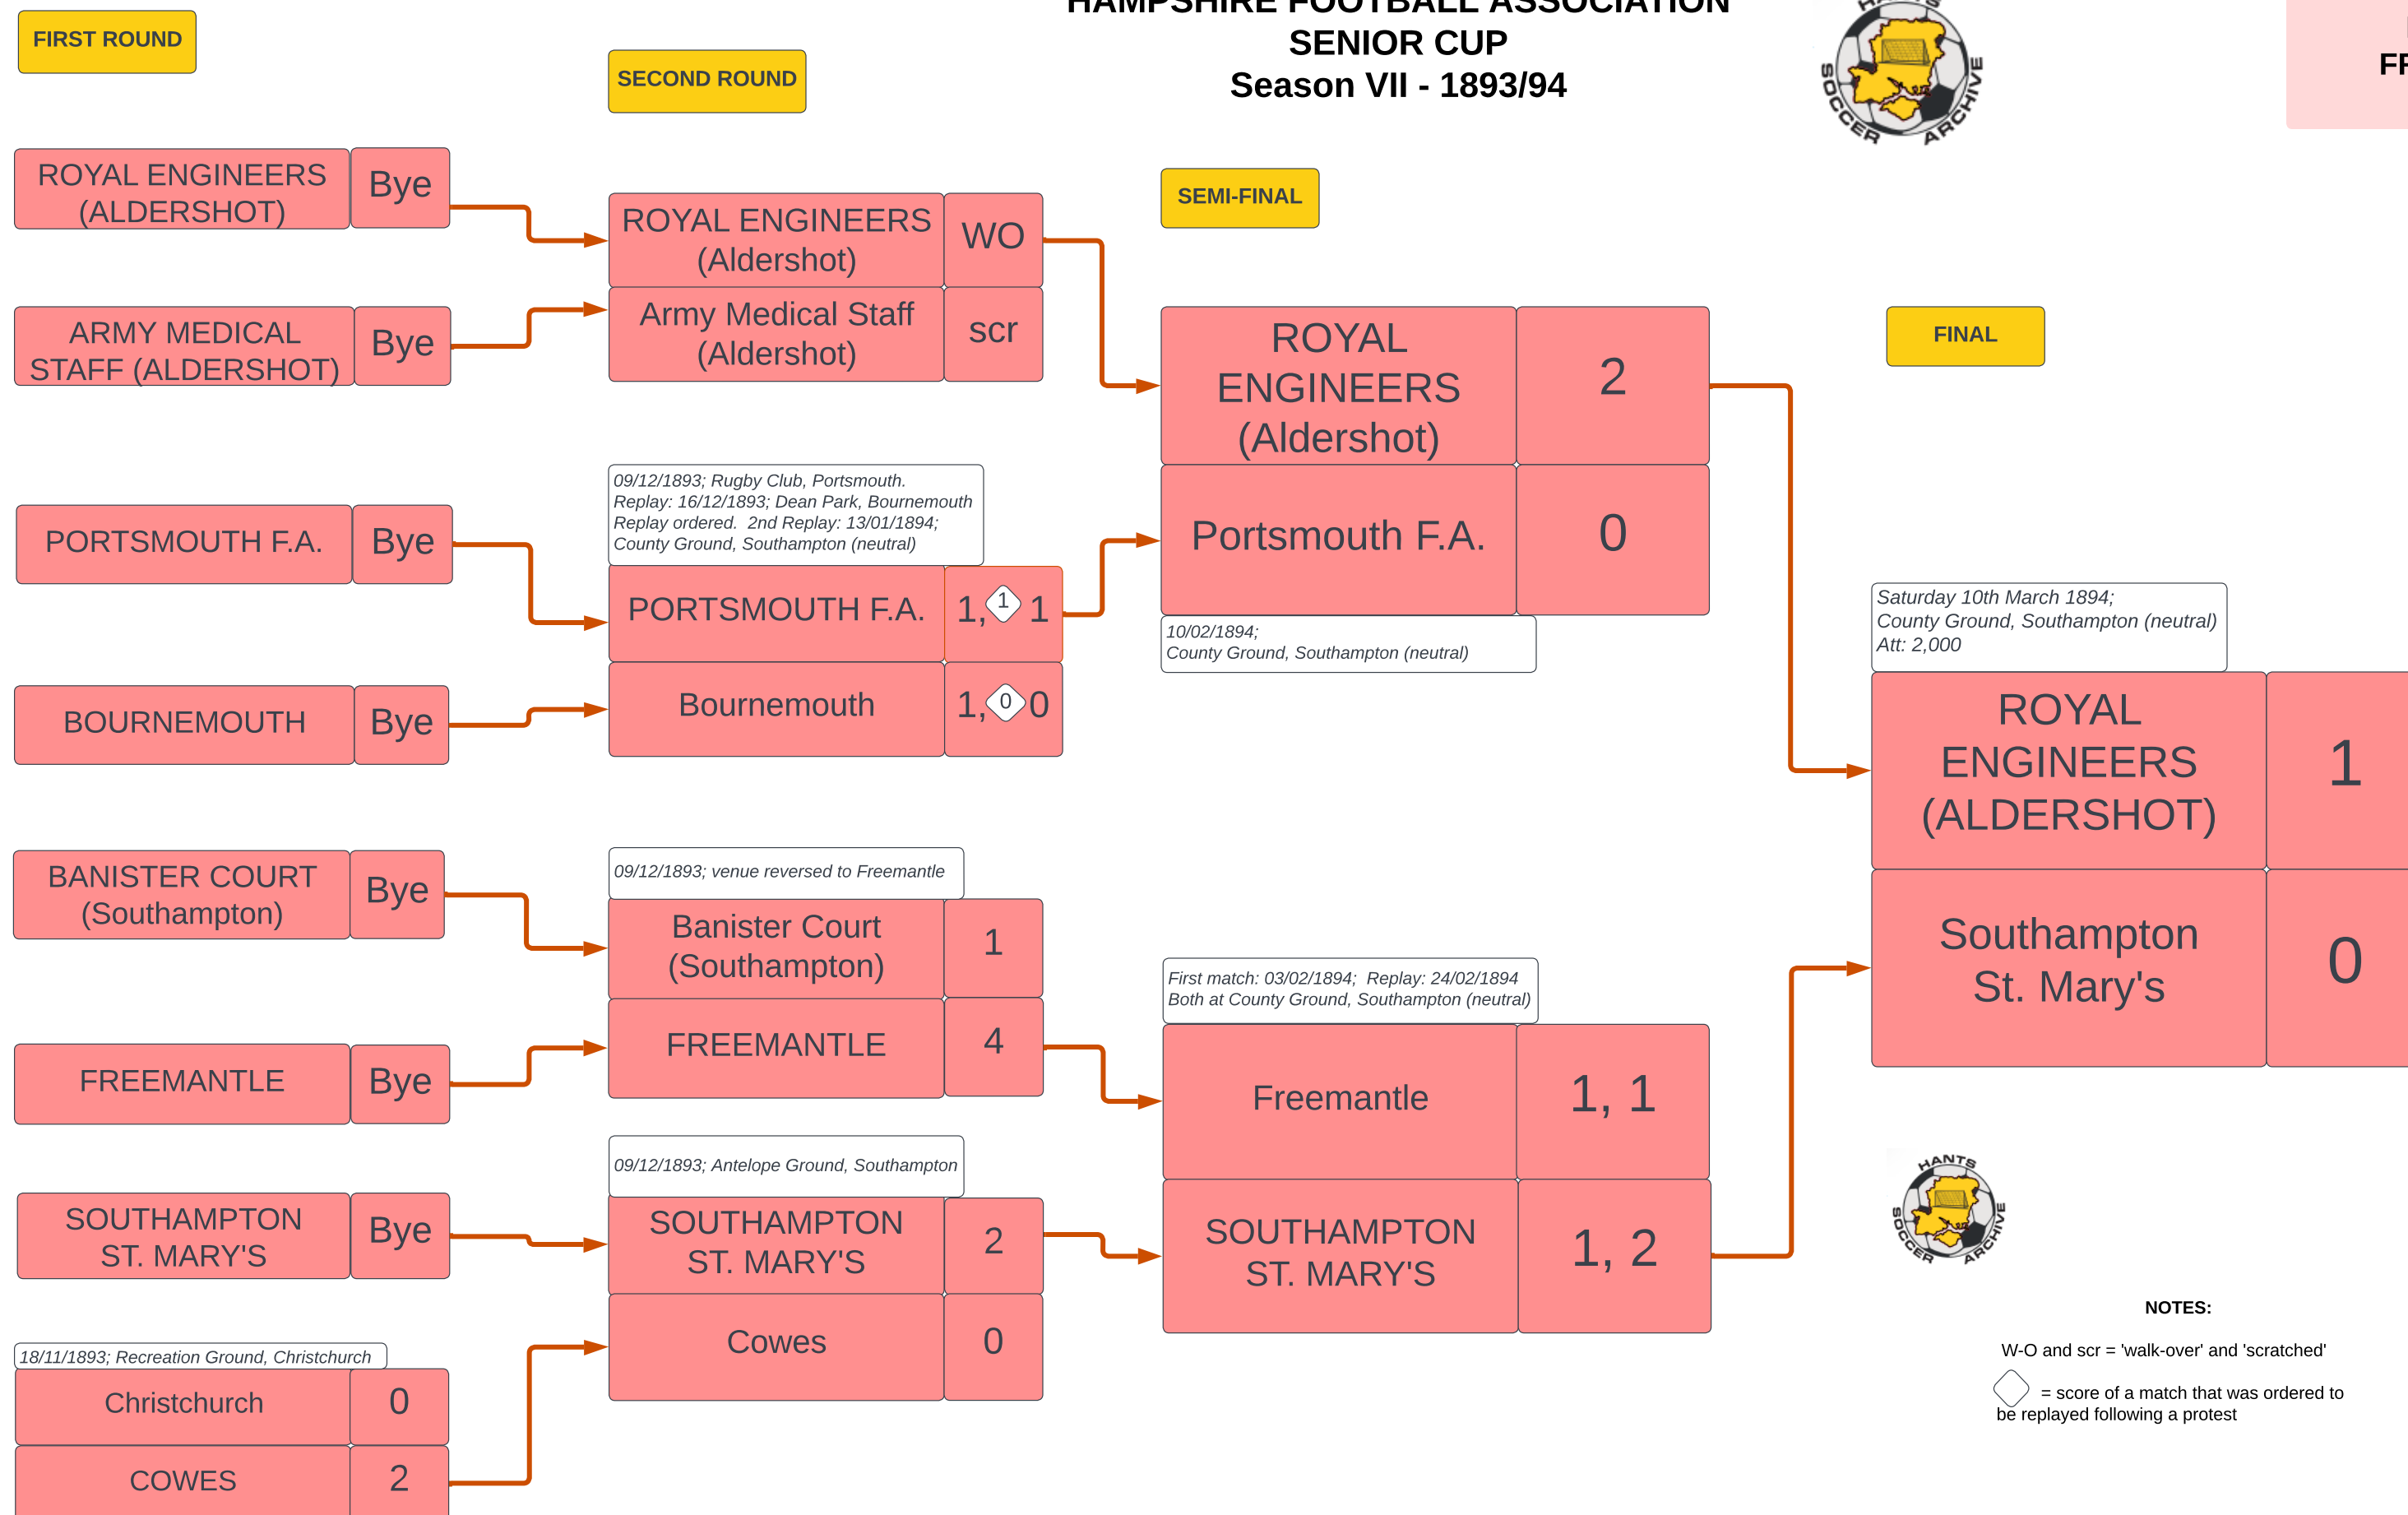 HAMPSHIRE FOOTBALL ASSOCIATION
SENIOR CUP
Season VII - 1893/94
HANTS
SOCCER
ARCHIVE
FIRST ROUND
ROYAL ENGINEERS
(ALDERSHOT)
Bye
ARMY MEDICAL
STAFF (ALDERSHOT)
Bye
PORTSMOUTH F.A.
Bye
BOURNEMOUTH
Bye
BANISTER COURT
(Southampton)
Bye
FREEMANTLE
Bye
SOUTHAMPTON
ST. MARY'S
Bye
18/11/1893; Recreation Ground, Christchurch
Christchurch
0
COWES
2
SECOND ROUND
ROYAL ENGINEERS
(Aldershot)
WO
Army Medical Staff
(Aldershot)
scr
09/12/1893; Rugby Club, Portsmouth.
Replay: 16/12/1893; Dean Park, Bournemouth
Replay ordered.  2nd Replay: 13/01/1894;
County Ground, Southampton (neutral)
PORTSMOUTH F.A.
1, 1 1
Bournemouth
1, 0 0
09/12/1893; venue reversed to Freemantle
Banister Court
(Southampton)
1
FREEMANTLE
4
09/12/1893; Antelope Ground, Southampton
SOUTHAMPTON
ST. MARY'S
2
Cowes
0
SEMI-FINAL
ROYAL
ENGINEERS
(Aldershot)
2
Portsmouth F.A.
0
10/02/1894;
County Ground, Southampton (neutral)
First match: 03/02/1894;  Replay: 24/02/1894
Both at County Ground, Southampton (neutral)
Freemantle
1, 1
SOUTHAMPTON
ST. MARY'S
1, 2
FINAL
Saturday 10th March 1894;
County Ground, Southampton (neutral)
Att: 2,000
ROYAL
ENGINEERS
(ALDERSHOT)
1
Southampton
St. Mary's
0
HANTS
SOCCER
ARCHIVE
NOTES:
W-O and scr = 'walk-over' and 'scratched'
= score of a match that was ordered to
be replayed following a protest